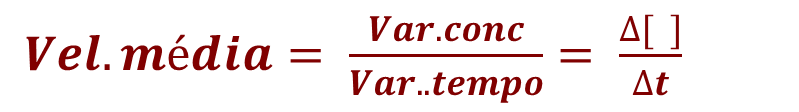 Vel. média = Var.conc / Var..tempo = Δ[ ] / Δt